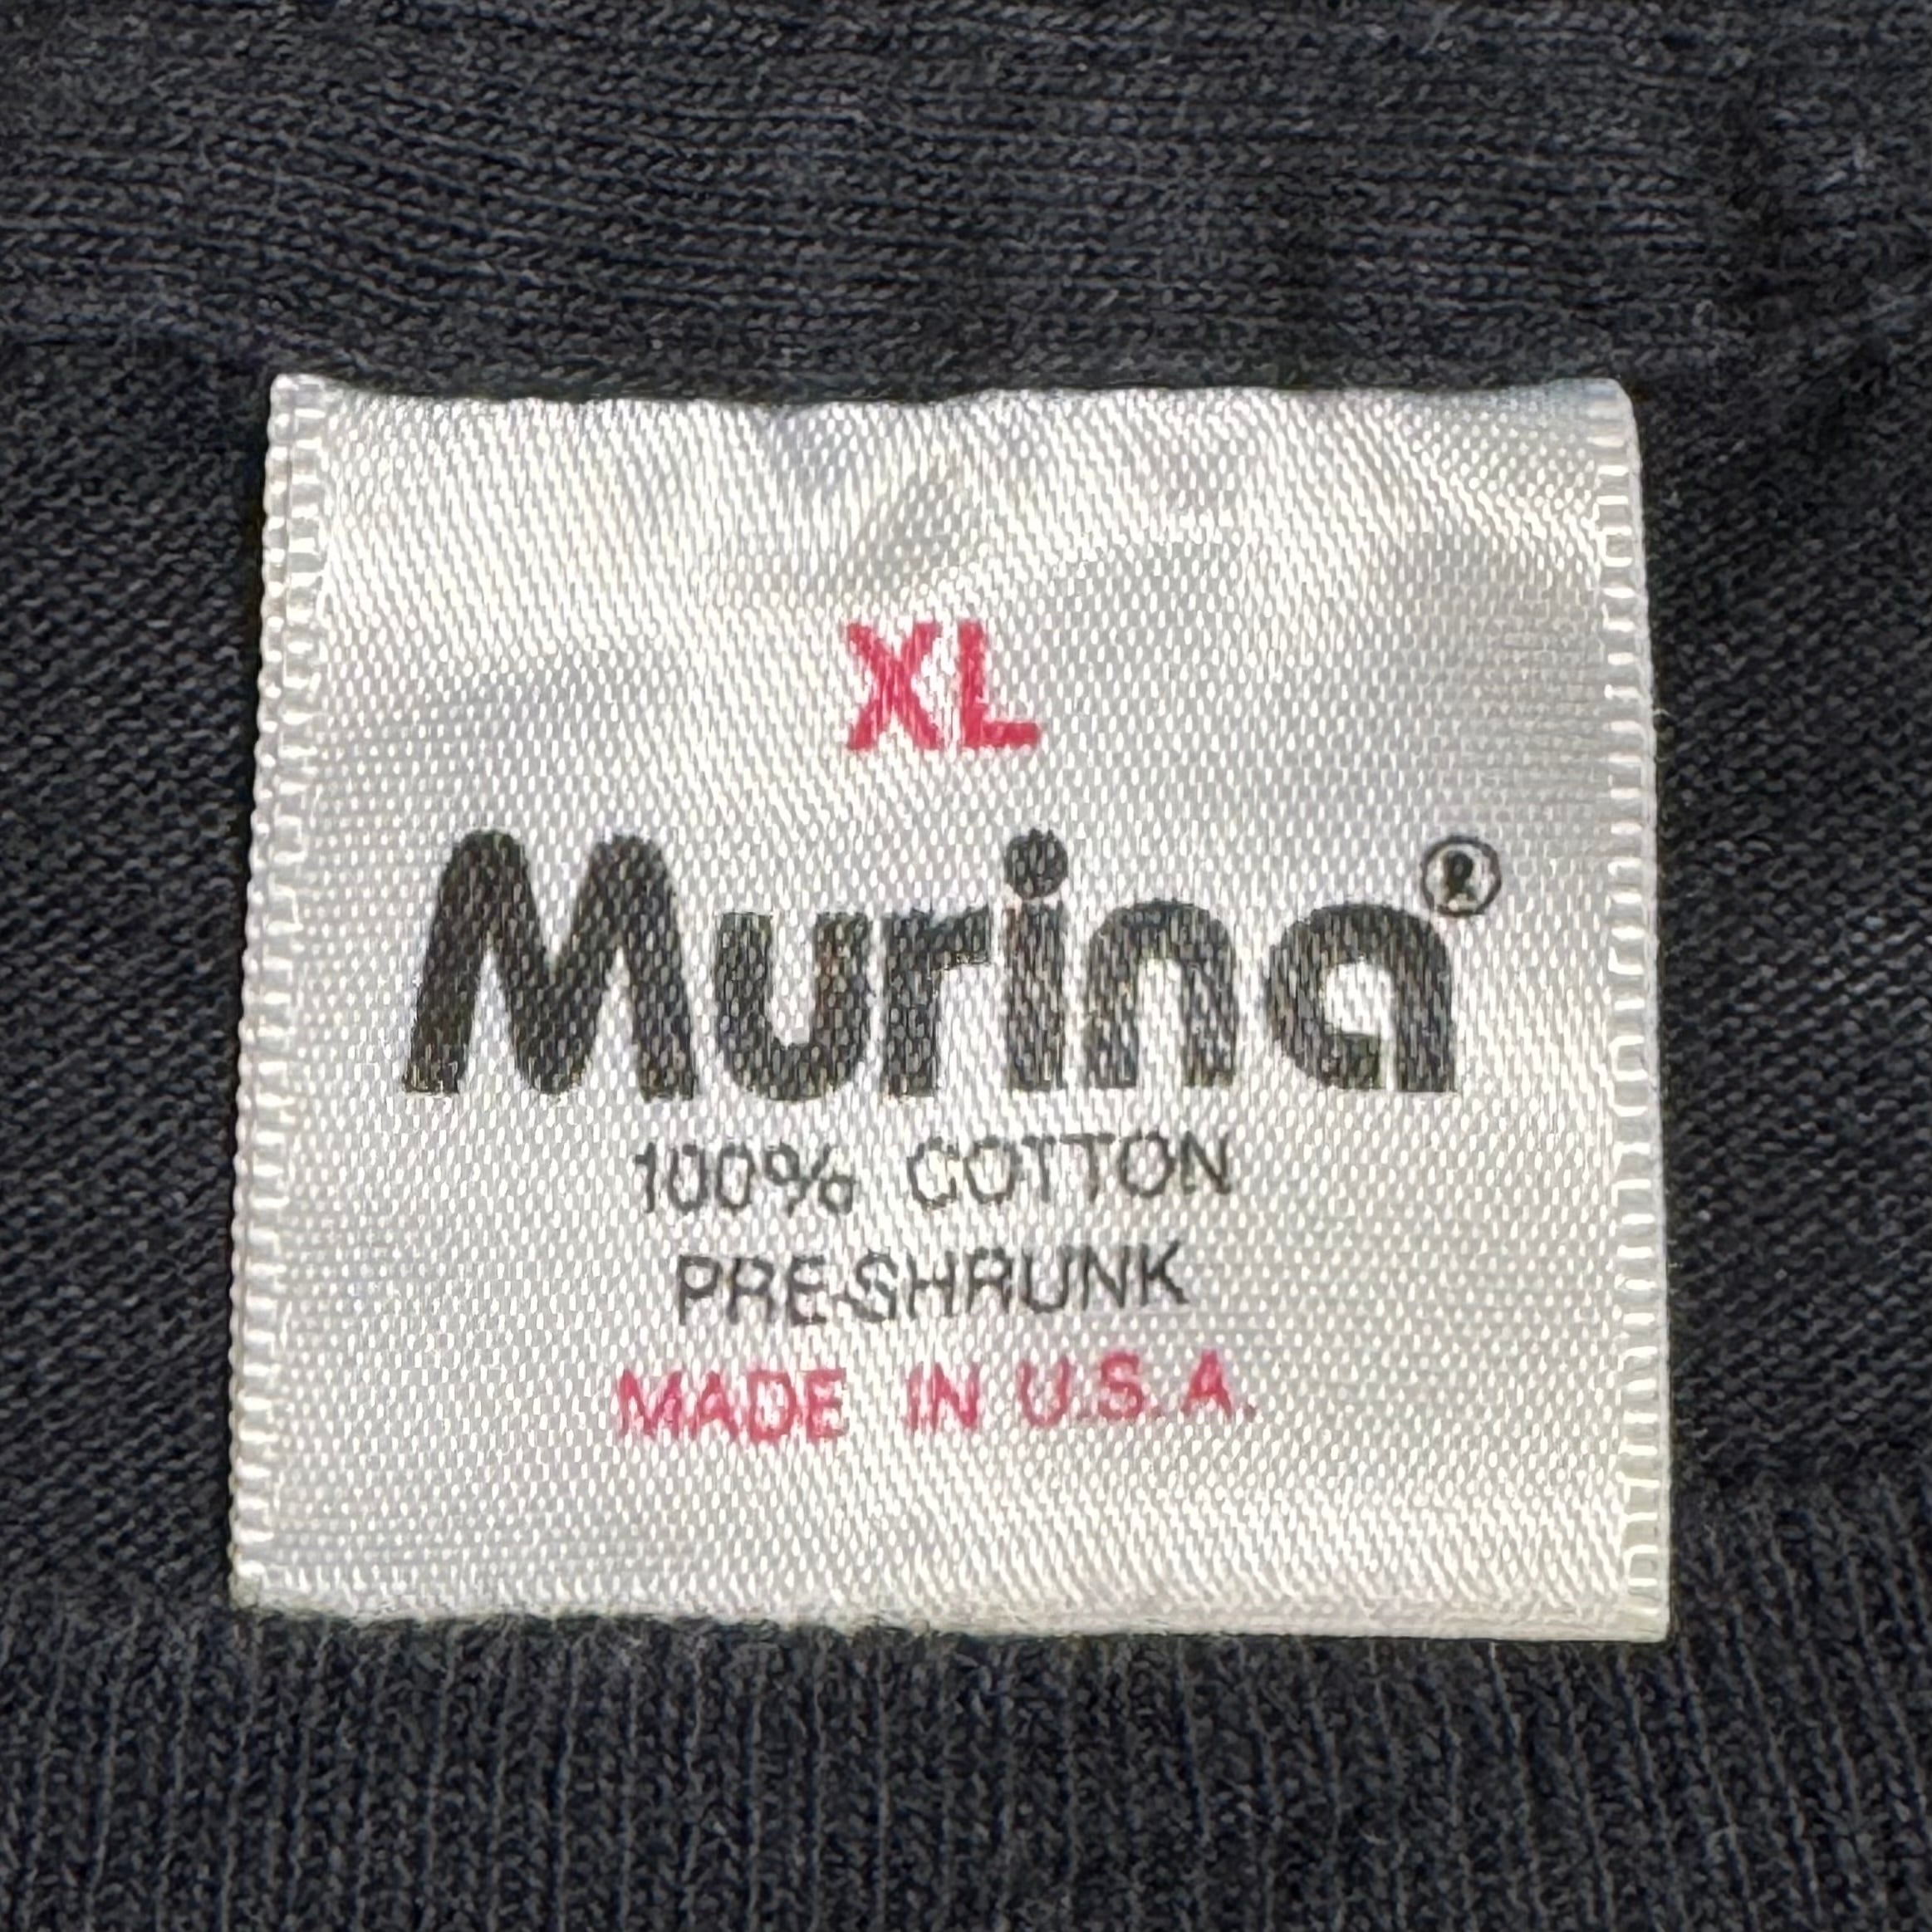 XL
Murina®
100% COTTON
PRE-SHRUNK
MADE IN U.S.A.